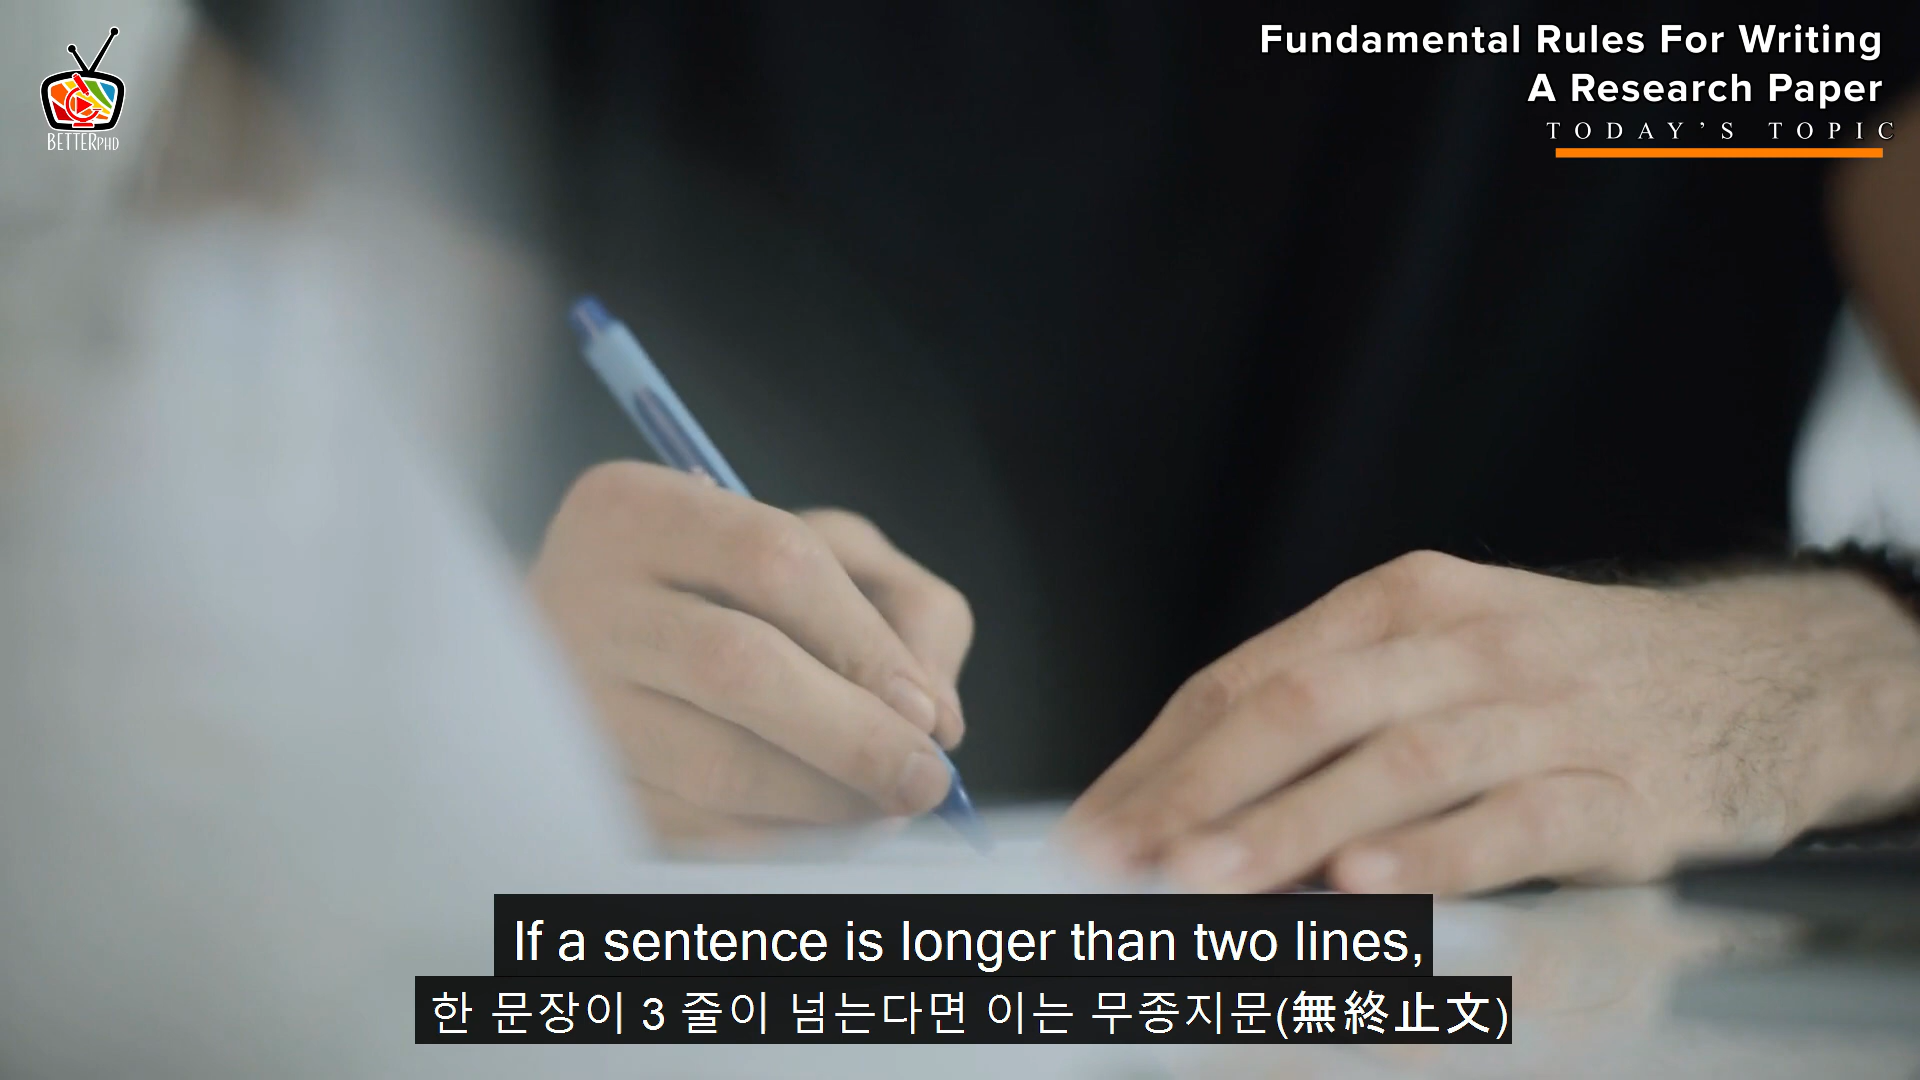 BETTERPHD
Fundamental Rules For Writing
A Research Paper
TODAY'S TOPIC
If a sentence is longer than two lines,
한 문장이 3 줄이 넘는다면 이는 무종지문(無終止文)